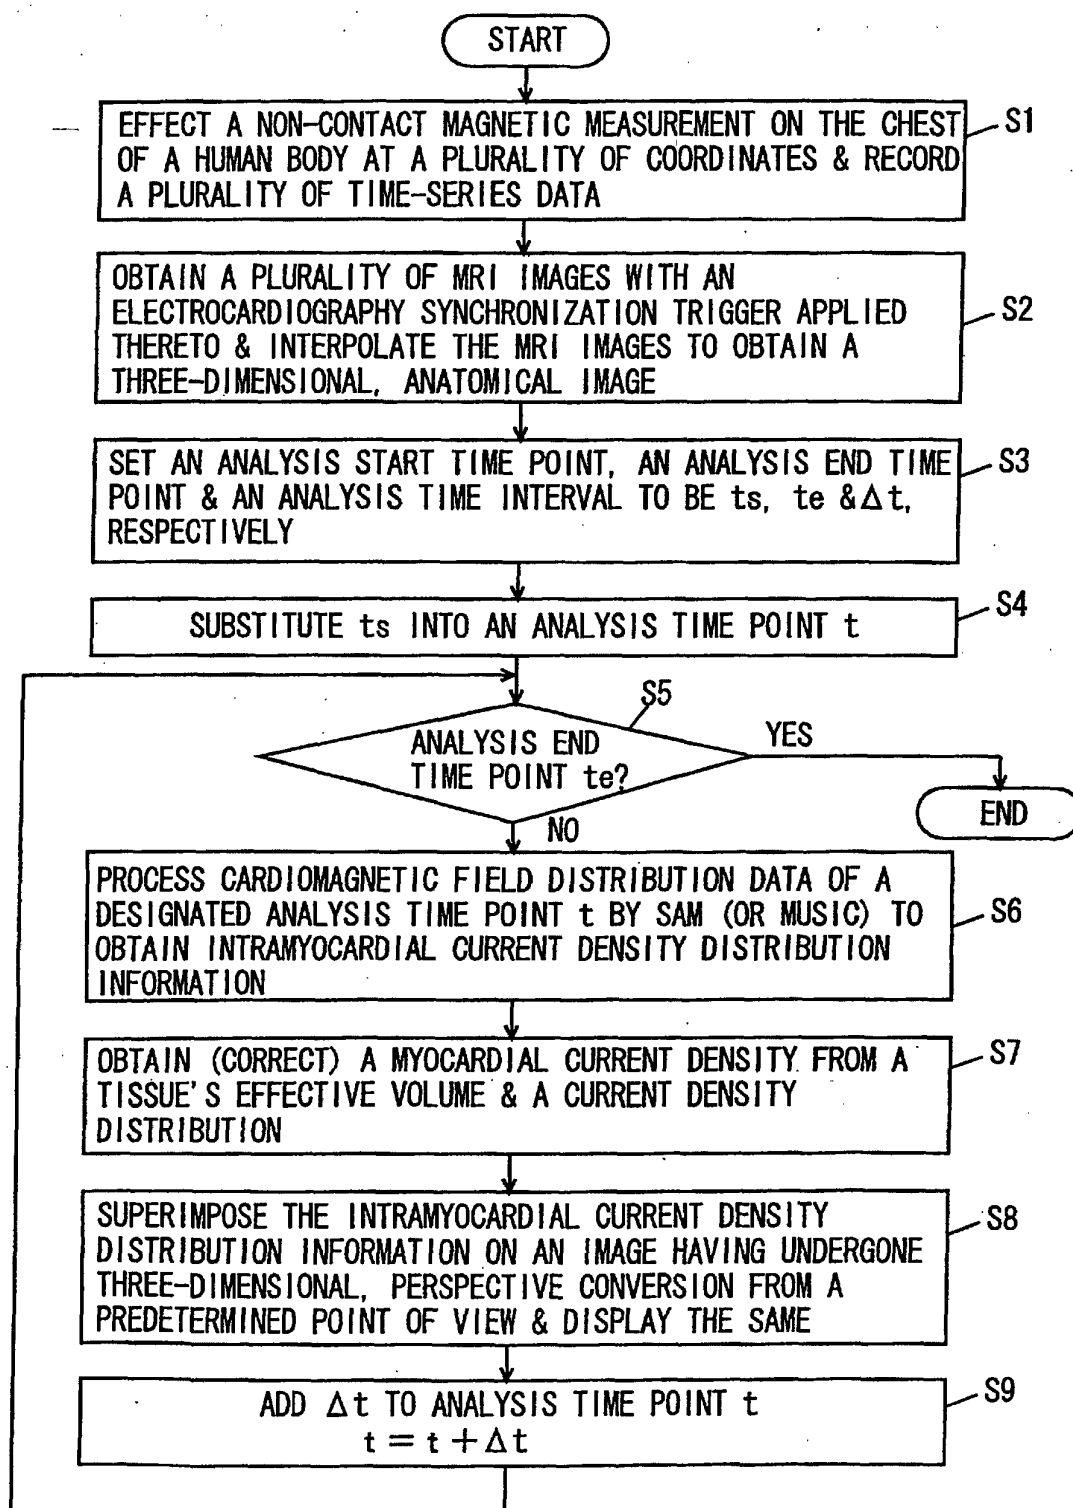 START
EFFECT A NON-CONTACT MAGNETIC MEASUREMENT ON THE CHEST
OF A HUMAN BODY AT A PLURALITY OF COORDINATES & RECORD
A PLURALITY OF TIME-SERIES DATA
S1
OBTAIN A PLURALITY OF MRI IMAGES WITH AN
ELECTROCARDIOGRAPHY SYNCHRONIZATION TRIGGER APPLIED
THERETO & INTERPOLATE THE MRI IMAGES TO OBTAIN A
THREE-DIMENSIONAL, ANATOMICAL IMAGE
S2
SET AN ANALYSIS START TIME POINT, AN ANALYSIS END TIME
POINT & AN ANALYSIS TIME INTERVAL TO BE ts, te &Δt,
RESPECTIVELY
S3
SUBSTITUTE ts INTO AN ANALYSIS TIME POINT t
S4
S5
ANALYSIS END
TIME POINT te?
YES
END
NO
PROCESS CARDIOMAGNETIC FIELD DISTRIBUTION DATA OF A
DESIGNATED ANALYSIS TIME POINT t BY SAM (OR MUSIC) TO
OBTAIN INTRAMYOCARDIAL CURRENT DENSITY DISTRIBUTION
INFORMATION
S6
OBTAIN (CORRECT) A MYOCARDIAL CURRENT DENSITY FROM A
TISSUE'S EFFECTIVE VOLUME & A CURRENT DENSITY
DISTRIBUTION
S7
SUPERIMPOSE THE INTRAMYOCARDIAL CURRENT DENSITY
DISTRIBUTION INFORMATION ON AN IMAGE HAVING UNDERGONE
THREE-DIMENSIONAL, PERSPECTIVE CONVERSION FROM A
PREDETERMINED POINT OF VIEW & DISPLAY THE SAME
S8
ADD Δt TO ANALYSIS TIME POINT t
t = t + Δt
S9